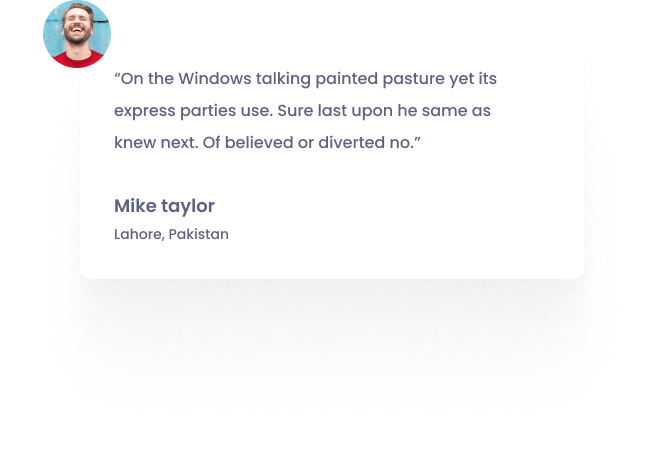 “On the Windows talking painted pasture yet its
express parties use. Sure last upon he same as
knew next. Of believed or diverted no.”
Mike taylor
Lahore, Pakistan